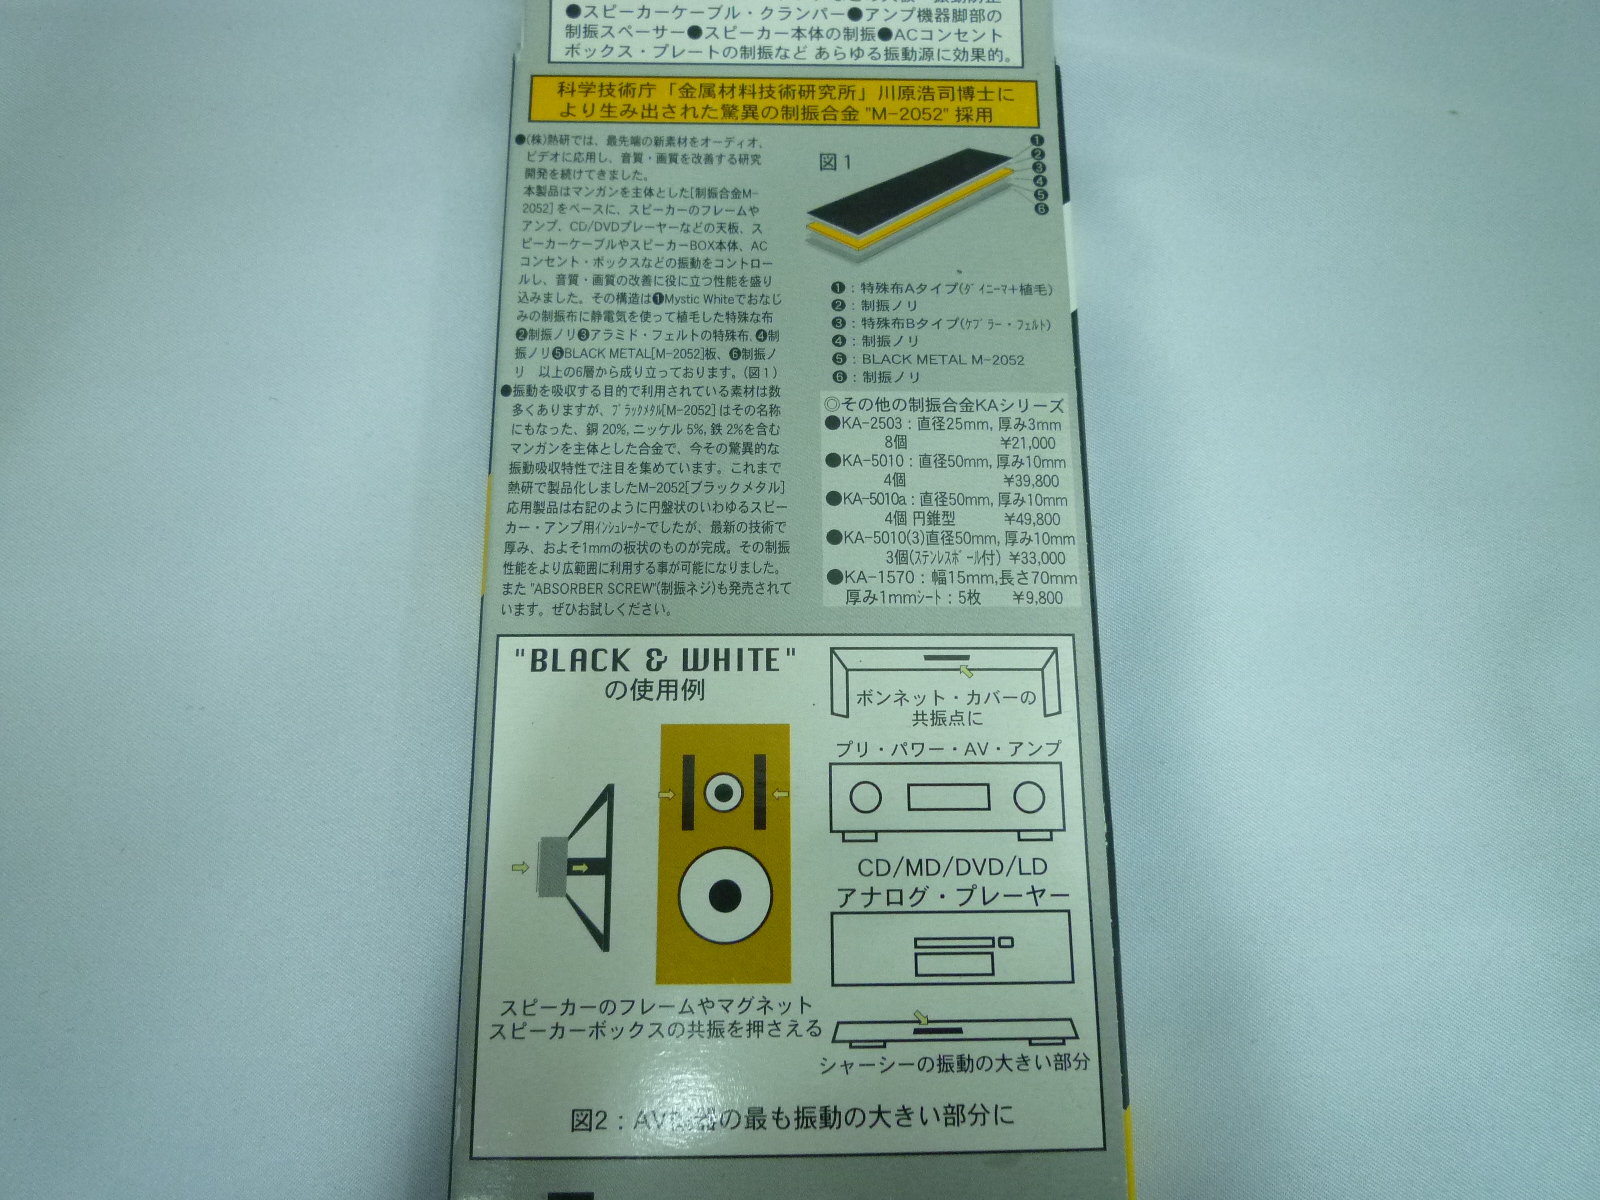 ●スピーカーケーブル・クランパー●アンプ機器脚部の
制振スペーサー●スピーカー本体の制振●ACコンセント
ボックス・プレートの制振など あらゆる振動源に効果的。
科学技術庁「金属材料技術研究所」川原浩司博士に
より生み出された驚異の制振合金 "M-2052" 採用
●(株)熱研では、最先端の新素材をオーディオ、
ビデオに応用し、音質・画質を改善する研究
開発を続けてきました。
本製品はマンガンを主体とした[制振合金M-
2052]をベースに、スピーカーのフレームや
アンプ、CD/DVDプレーヤーなどの天板、ス
ピーカーケーブルやスピーカーBOX本体、AC
コンセント・ボックスなどの振動をコントロー
ルし、音質・画質の改善に役に立つ性能を盛り
込みました。その構造は❶Mystic Whiteでおなじ
みの制振布に静電気を使って植毛した特殊な布
❷制振ノリ❸アラミド・フェルトの特殊布、❹制
振ノリ❺BLACK METAL[M-2052]板、❻制振ノ
リ 以上の6層から成り立っております。(図1)
●振動を吸収する目的で利用されている素材は数
多くありますが、ﾌﾞﾗｯｸﾒﾀﾙ[M-2052] はその名称
にもなった、銅 20%, ニッケル 5%, 鉄 2%を含む
マンガンを主体とした合金で、今その驚異的な
振動吸収特性で注目を集めています。これまで
熱研で製品化しましたM-2052[ブラックメタル]
応用製品は右記のように円盤状のいわゆるスピー
カー・アンプ用ｲﾝｼｭﾚｰﾀｰでしたが、最新の技術で
厚み、およそ1mmの板状のものが完成。その制振
性能をより広範囲に利用する事が可能になりました。
また "ABSORBER SCREW"(制振ネジ)も発売されて
います。ぜひお試しください。
図1
❶
❷
❸
❹
❺
❻
❶：特殊布Aタイプ(ﾀﾞｲﾆｰﾏ+植毛)
❷：制振ノリ
❸：特殊布Bタイプ(ｹﾌﾞﾗｰ・ﾌｪﾙﾄ)
❹：制振ノリ
❺：BLACK METAL M-2052
❻：制振ノリ
◎その他の制振合金KAシリーズ
●KA-2503：直径25mm, 厚み3mm
8個 ¥21,000
●KA-5010：直径50mm, 厚み10mm
4個 ¥39,800
●KA-5010a：直径50mm, 厚み10mm
4個 円錐型 ¥49,800
●KA-5010(3)直径50mm, 厚み10mm
3個(ｽﾃﾝﾚｽﾎﾞｰﾙ付) ¥33,000
●KA-1570：幅15mm,長さ70mm
厚み1mmｼｰﾄ：5枚 ¥9,800
"BLACK & WHITE"
の使用例
スピーカーのフレームやマグネット
スピーカーボックスの共振を押さえる
ボンネット・カバーの
共振点に
プリ・パワー・AV・アンプ
CD/MD/DVD/LD
アナログ・プレーヤー
シャーシーの振動の大きい部分
図2：AV機器の最も振動の大きい部分に